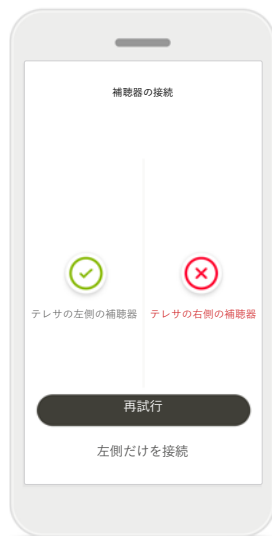 補聴器の接続
テレサの左側の補聴器
テレサの右側の補聴器
再試行
左側だけを接続